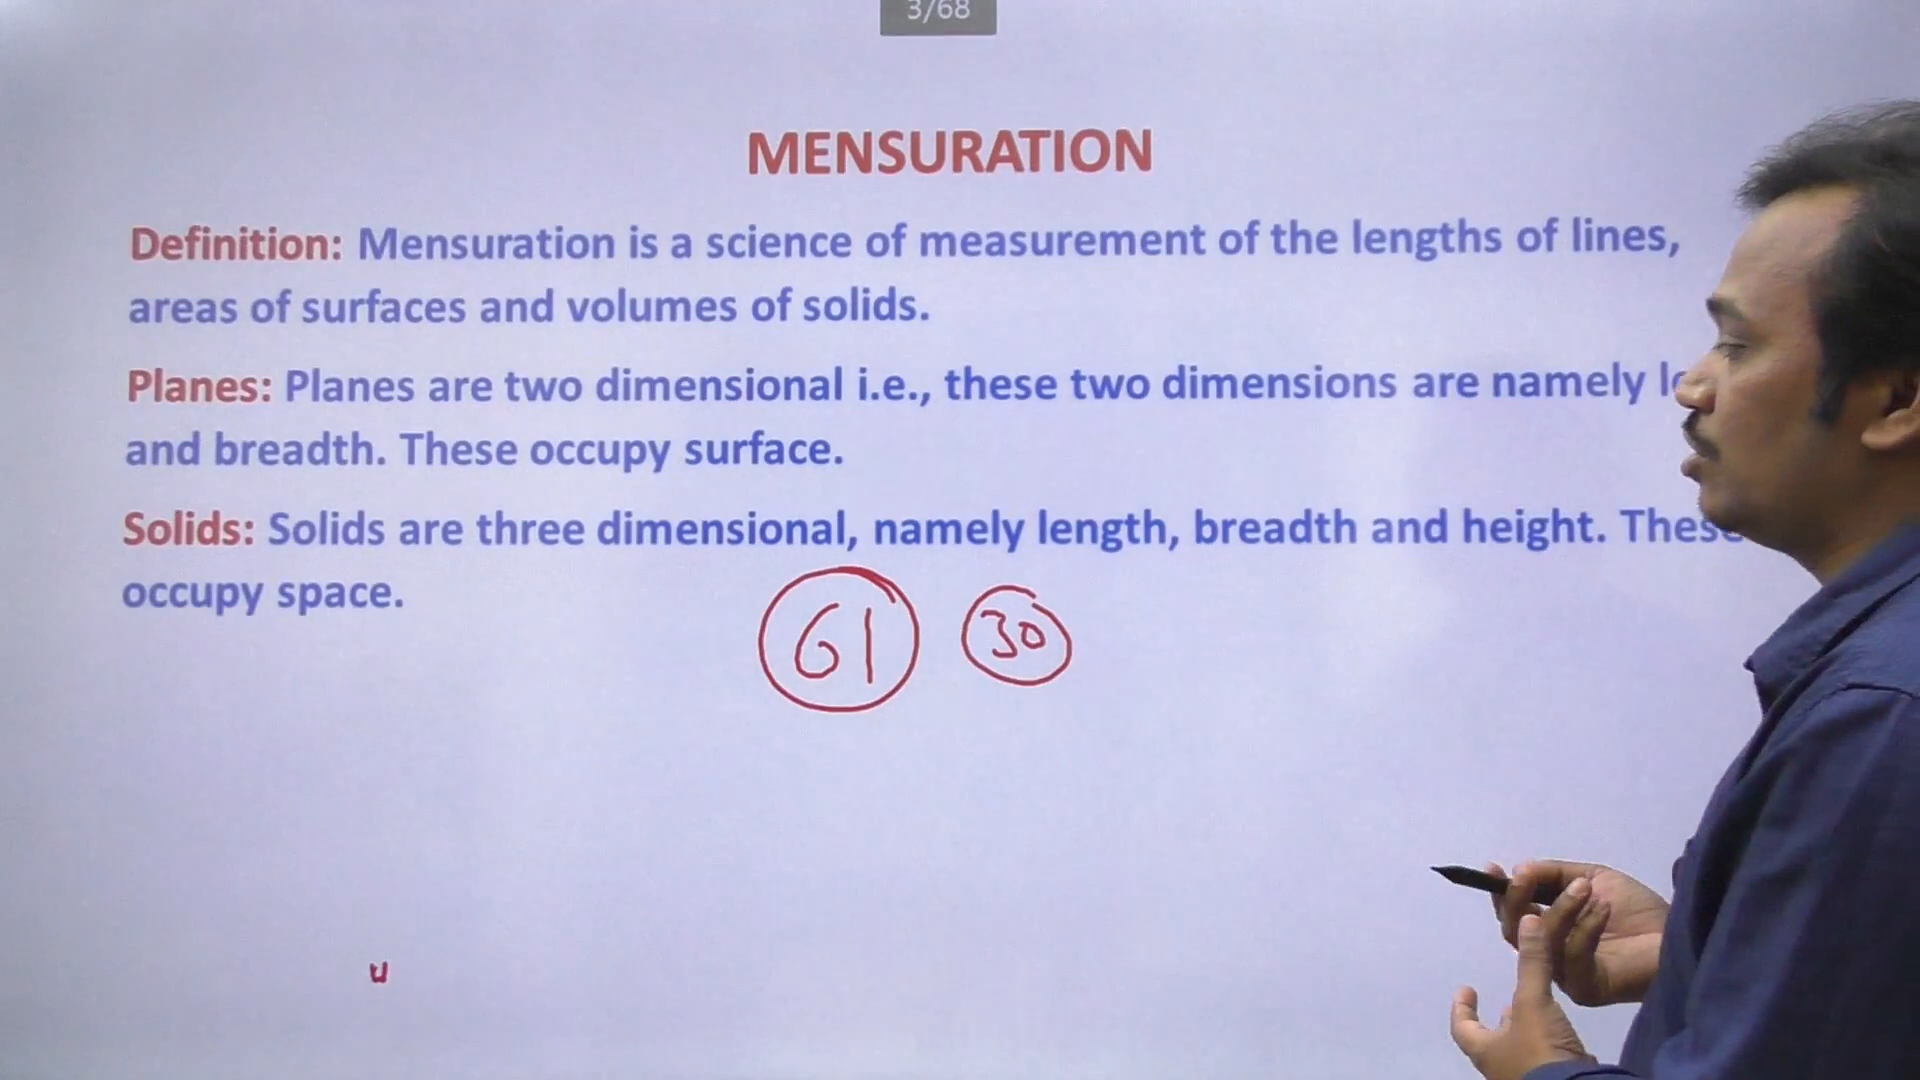 3/68
MENSURATION
Definition: Mensuration is a science of measurement of the lengths of lines,
areas of surfaces and volumes of solids.
Planes: Planes are two dimensional i.e., these two dimensions are namely
and breadth. These occupy surface.
Solids: Solids are three dimensional, namely length, breadth and height. These
occupy space.
61 30
u